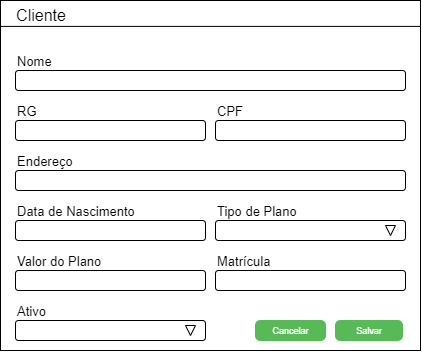 Cliente
Nome
RG CPF
Endereço
Data de Nascimento Tipo de Plano
Valor do Plano Matrícula
Ativo
Cancelar Salvar